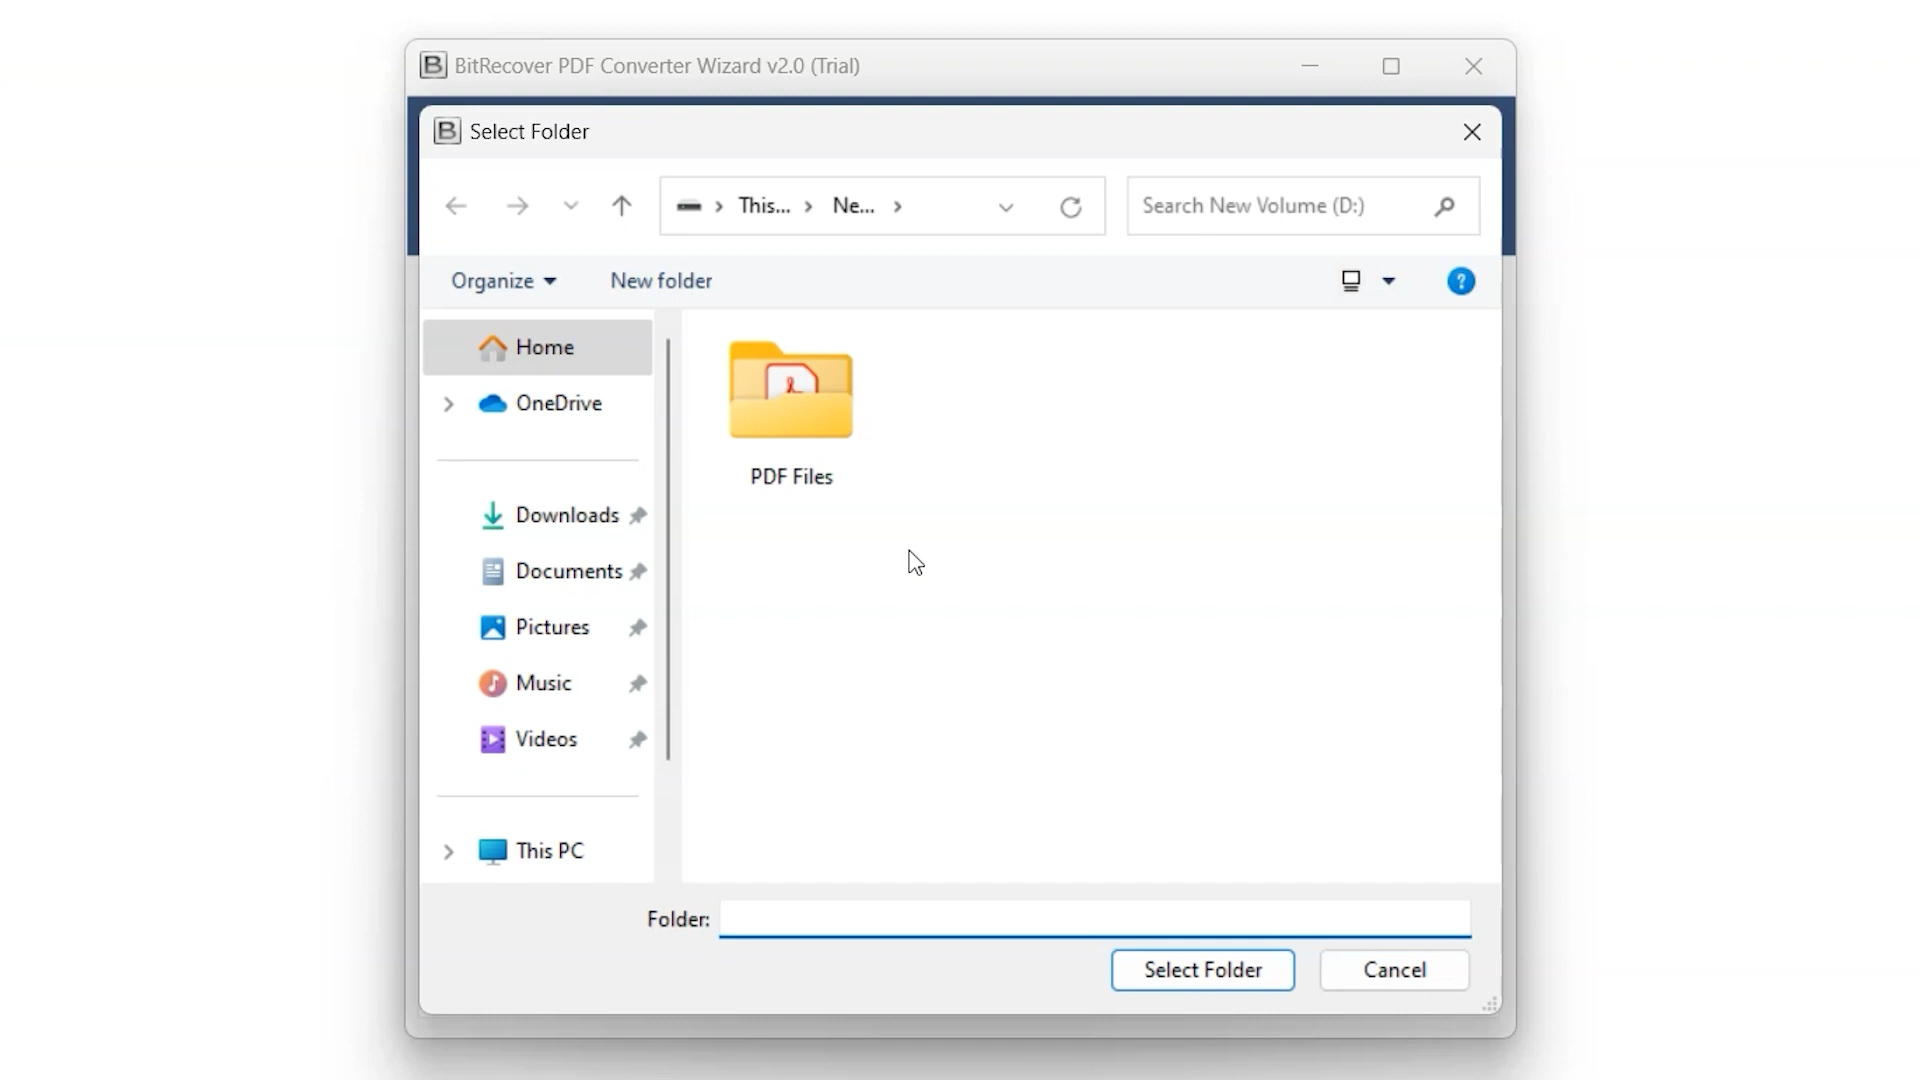 BitRecover PDF Converter Wizard v2.0 (Trial)
Select Folder
This... Ne...
Search New Volume (D:)
Organize
New folder
Home
OneDrive
Downloads
Documents
Pictures
Music
Videos
This PC
PDF Files
Folder:
Select Folder
Cancel